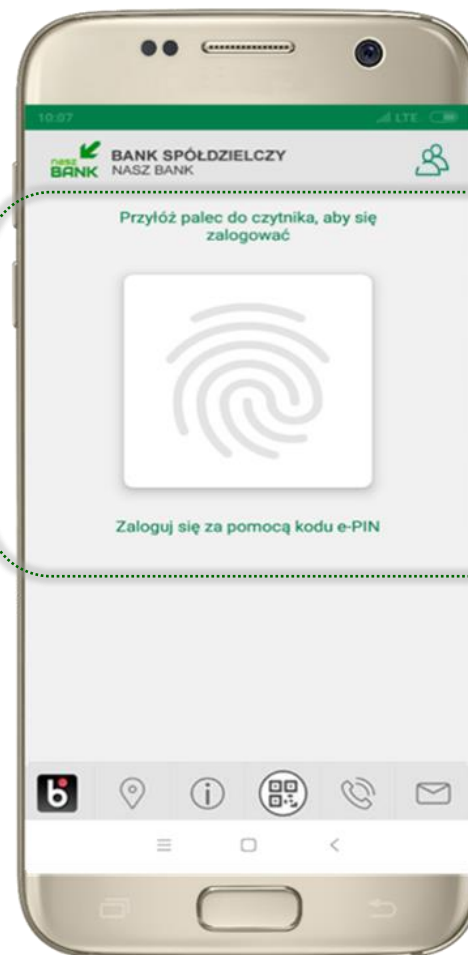 10:07 LTE
nasz
BANK
BANK SPÓŁDZIELCZY
NASZ BANK
Przyłóż palec do czytnika, aby się
zalogować
Zaloguj się za pomocą kodu e-PIN
b
i